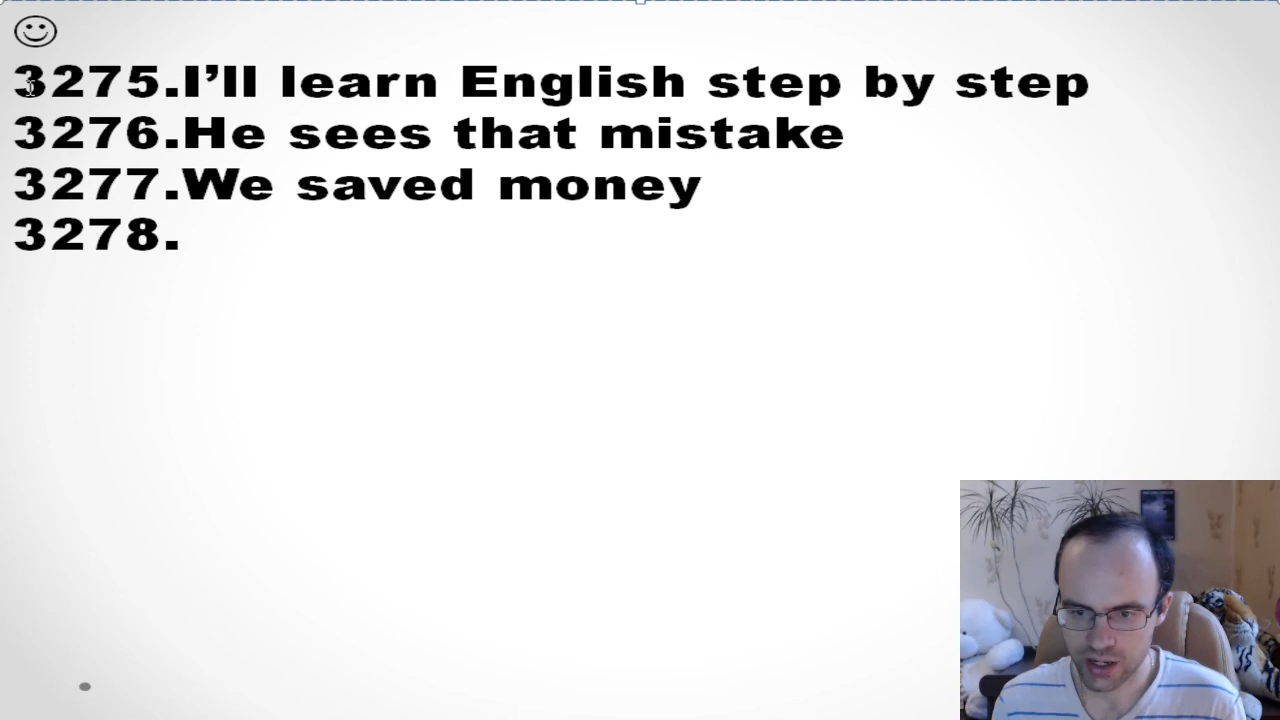 3275.I’ll learn English step by step
3276.He sees that mistake
3277.We saved money
3278.